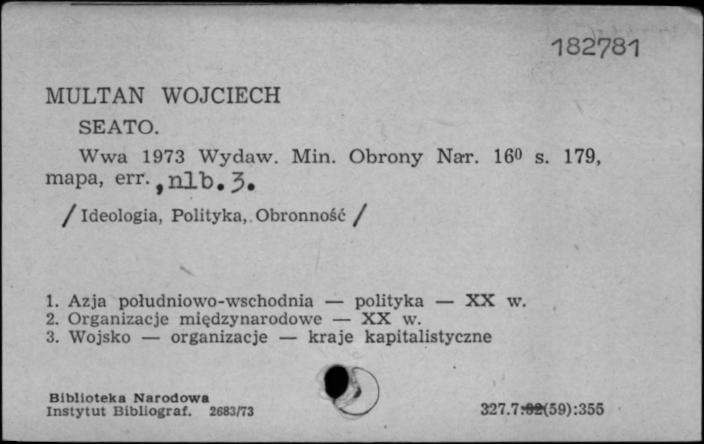 182781
MULTAN WOJCIECH
SEATO.
Wwa 1973 Wydaw. Min. Obrony Nar. 16⁰ s. 179,
mapa, err., nlb. 3.
/ Ideologia, Polityka, Obronność /
1. Azja południowo-wschodnia — polityka — XX w.
2. Organizacje międzynarodowe — XX w.
3. Wojsko — organizacje — kraje kapitalistyczne
Biblioteka Narodowa
Instytut Bibliograf. 2683/73
327.7:(59):355